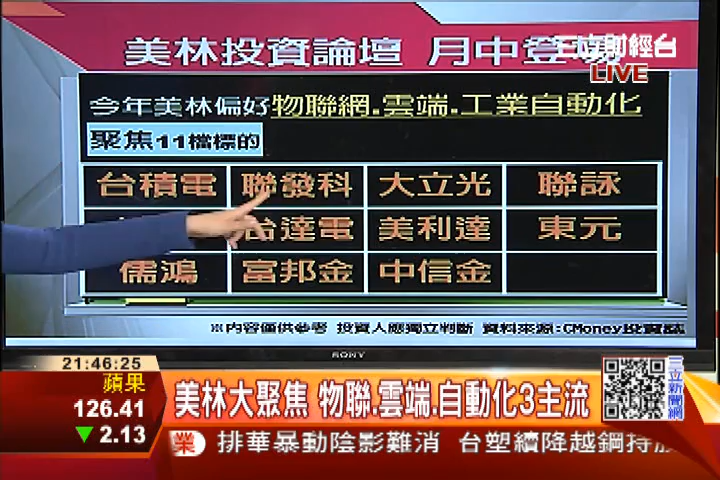 美林投資論壇 月中登場
三立財經台
LIVE
今年美林偏好物聯網.雲端.工業自動化
聚焦11檔標的
台積電 聯發科 大立光 聯詠
台達電 美利達 東元
儒鴻 富邦金 中信金
※內容僅供參考 投資人應獨立判斷 資料來源:CMoney投資誌
SONY
21:46:25
蘋果
126.41
▼2.13
美林大聚焦 物聯.雲端.自動化3主流
業 排華暴動陰影難消 台塑續降越鋼持股
三立新聞網